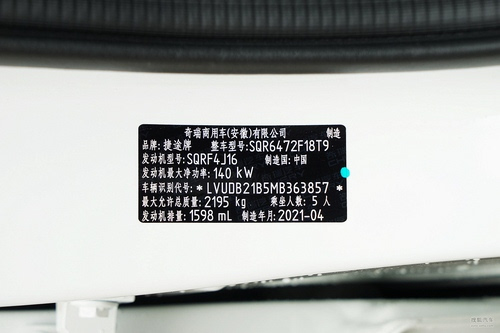 奇瑞商用车(安徽)有限公司 制造
品牌:捷途牌 整车型号:SQR6472F18T9
发动机型号:SQRF4J16 制造国:中国
发动机最大净功率:140 kW
车辆识别代号:*LVUDB21B5MB363857*
最大允许总质量:2195 kg 乘坐人数:5 人
发动机排量:1598 mL 制造年月:2021-04